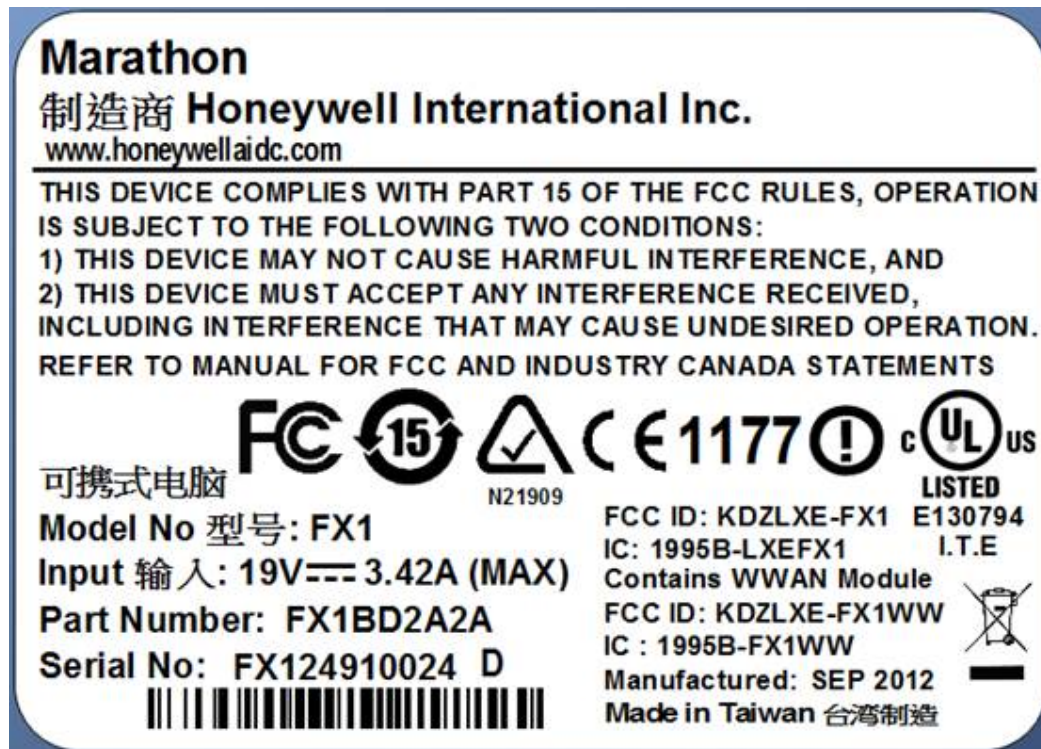 Marathon
制造商 Honeywell International Inc.
www.honeywellaidc.com
THIS DEVICE COMPLIES WITH PART 15 OF THE FCC RULES, OPERATION
IS SUBJECT TO THE FOLLOWING TWO CONDITIONS:
1) THIS DEVICE MAY NOT CAUSE HARMFUL INTERFERENCE, AND
2) THIS DEVICE MUST ACCEPT ANY INTERFERENCE RECEIVED,
INCLUDING INTERFERENCE THAT MAY CAUSE UNDESIRED OPERATION.
REFER TO MANUAL FOR FCC AND INDUSTRY CANADA STATEMENTS
FC 15 CE 1177 ! C UL US
N21909
LISTED
E130794
I.T.E
可携式电脑
Model No 型号: FX1
Input 输入: 19V 3.42A (MAX)
Part Number: FX1BD2A2A
Serial No: FX124910024 D
FCC ID: KDZLXE-FX1
IC: 1995B-LXEFX1
Contains WWAN Module
FCC ID: KDZLXE-FX1WW
IC : 1995B-FX1WW
Manufactured: SEP 2012
Made in Taiwan 台湾制造